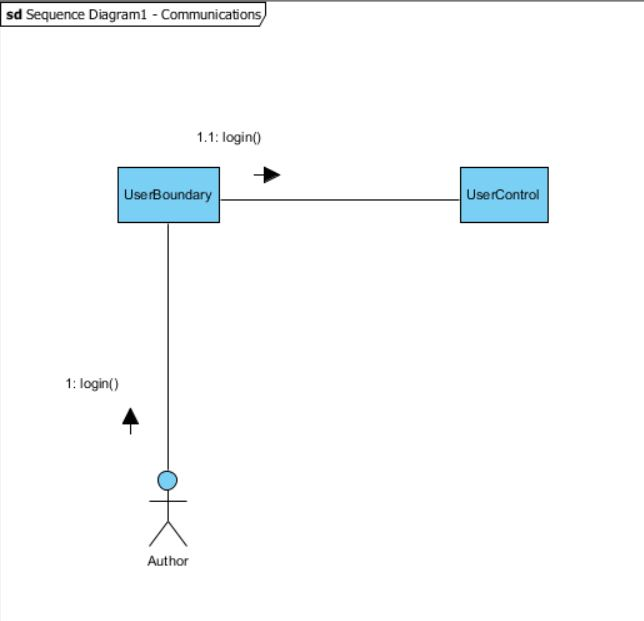 sd Sequence Diagram1 - Communications
1.1: login()
UserBoundary
UserControl
1: login()
Author